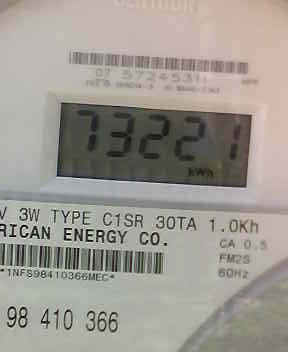 CENTRON
07 57245311
73221
kWh
V 3W TYPE C1SR 30TA 1.0Kh
RICAN ENERGY CO.
CA 0.5
FM2S
60Hz
*1NFS98410366MEC*
98 410 366